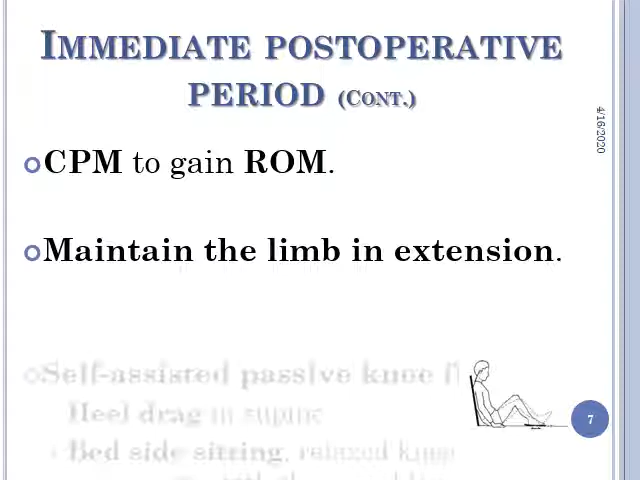 IMMEDIATE POSTOPERATIVE
PERIOD (CONT.)
4/16/2020
CPM to gain ROM.
Maintain the limb in extension.
Self-assisted passive knee
Heel drag in supine
Bed side sitting, relaxed knee
7